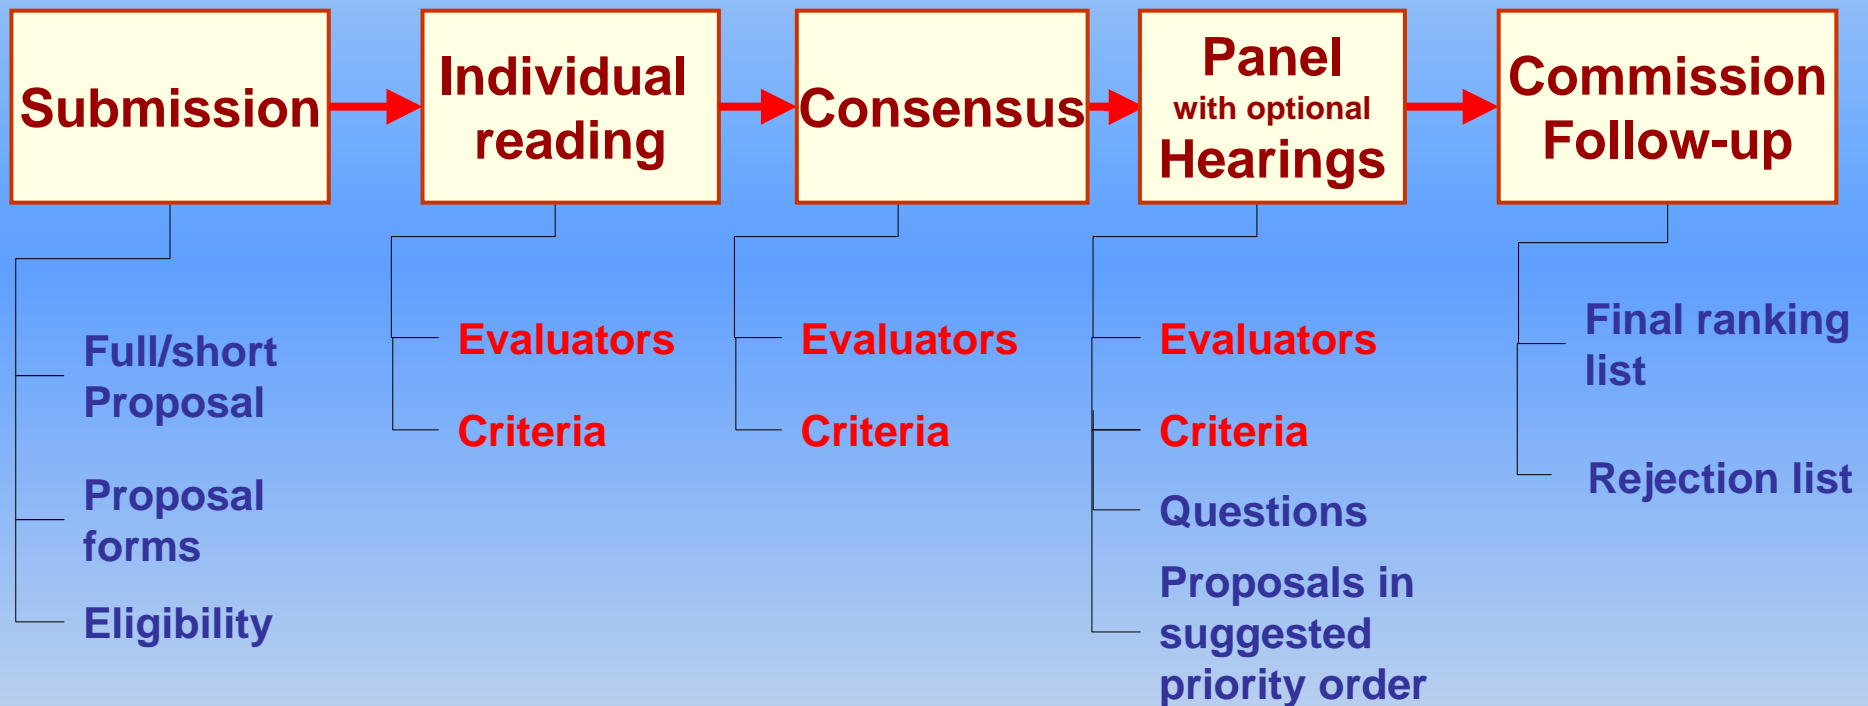 Submission
Individual
reading
Consensus
Panel
with optional
Hearings
Commission
Follow-up
Full/short
Proposal
Proposal
forms
Eligibility
Evaluators
Criteria
Evaluators
Criteria
Evaluators
Criteria
Questions
Proposals in
suggested
priority order
Final ranking
list
Rejection list